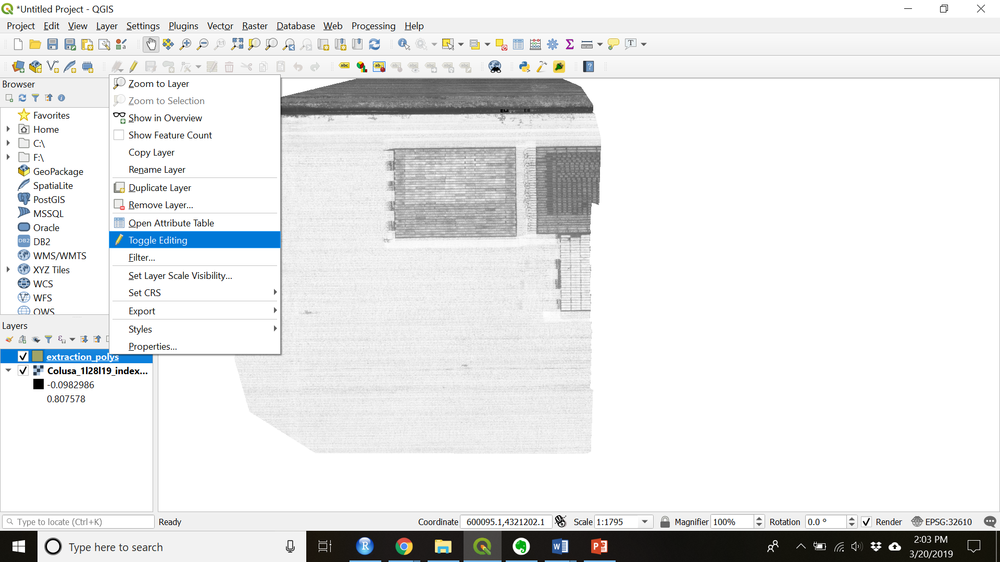 *Untitled Project - QGIS
Project Edit View Layer Settings Plugins Vector Raster Database Web Processing Help
Browser
Favorites
Home
C:\
F:\
GeoPackage
SpatiaLite
PostGIS
MSSQL
Oracle
DB2
WMS/WMTS
XYZ Tiles
WCS
WFS
OWS
Zoom to Layer
Zoom to Selection
Show in Overview
Show Feature Count
Copy Layer
Rename Layer
Duplicate Layer
Remove Layer...
Open Attribute Table
Toggle Editing
Filter...
Set Layer Scale Visibility...
Set CRS
Export
Styles
Properties...
Layers
extraction_polys
Colusa_1l28l19_index...
-0.0982986
0.807578
Type to locate (Ctrl+K) Ready Coordinate 600095.1,4321202.1 Scale 1:1795 Magnifier 100% Rotation 0.0 ° Render EPSG:32610
Type here to search
2:03 PM
3/20/2019